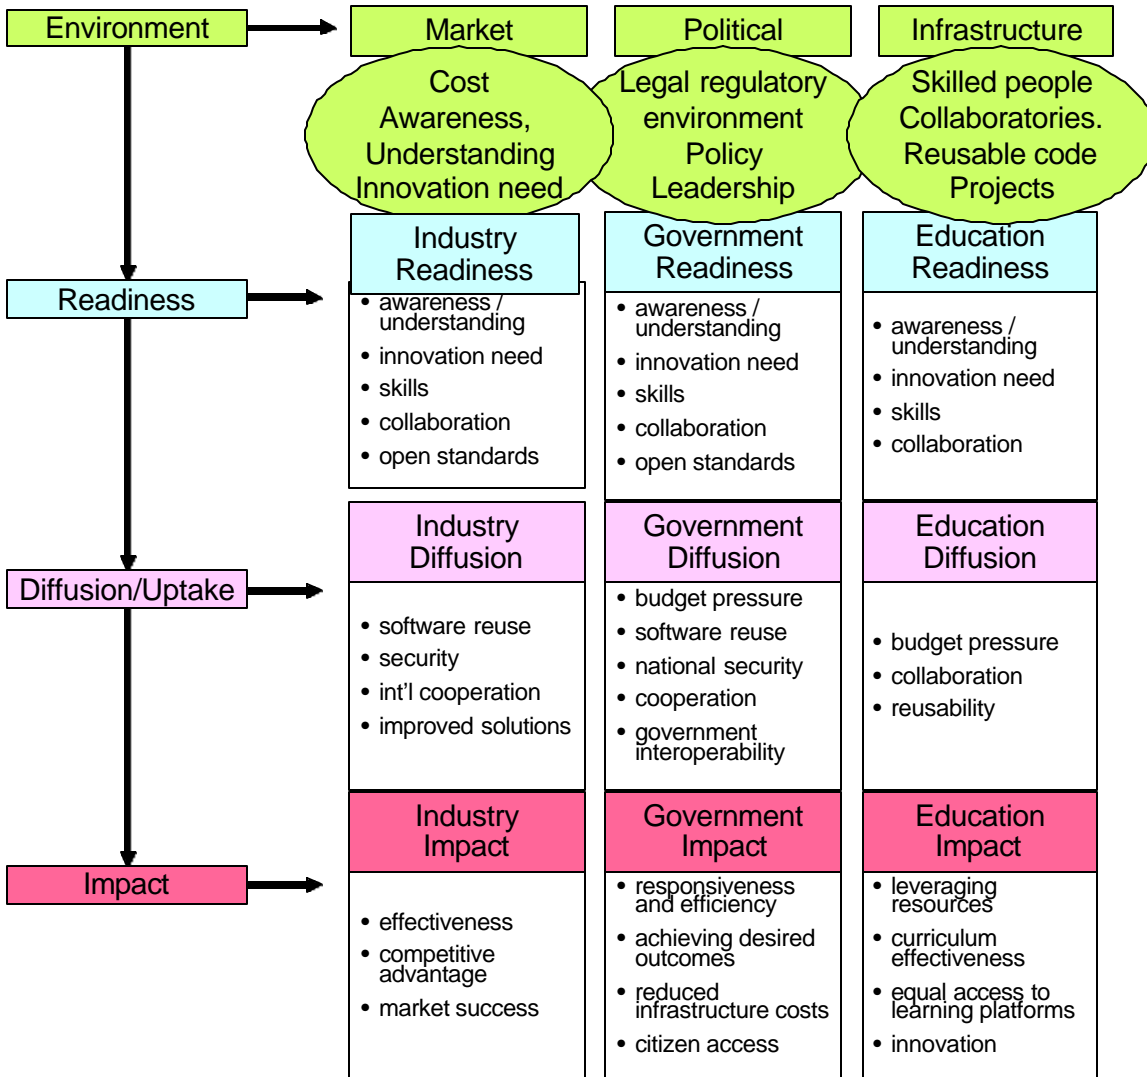 Environment
Market
Political
Infrastructure
Cost
Awareness,
Understanding
Innovation need
Legal regulatory
environment
Policy
Leadership
Skilled people
Collaboratories.
Reusable code
Projects
Readiness
Industry
Readiness
• awareness /
understanding
• innovation need
• skills
• collaboration
• open standards
Government
Readiness
• awareness /
understanding
• innovation need
• skills
• collaboration
• open standards
Education
Readiness
• awareness /
understanding
• innovation need
• skills
• collaboration
Diffusion/Uptake
Industry
Diffusion
• software reuse
• security
• int'l cooperation
• improved solutions
Government
Diffusion
• budget pressure
• software reuse
• national security
• cooperation
• government
interoperability
Education
Diffusion
• budget pressure
• collaboration
• reusability
Impact
Industry
Impact
• effectiveness
• competitive
advantage
• market success
Government
Impact
• responsiveness
and efficiency
• achieving desired
outcomes
• reduced
infrastructure costs
• citizen access
Education
Impact
• leveraging
resources
• curriculum
effectiveness
• equal access to
learning platforms
• innovation